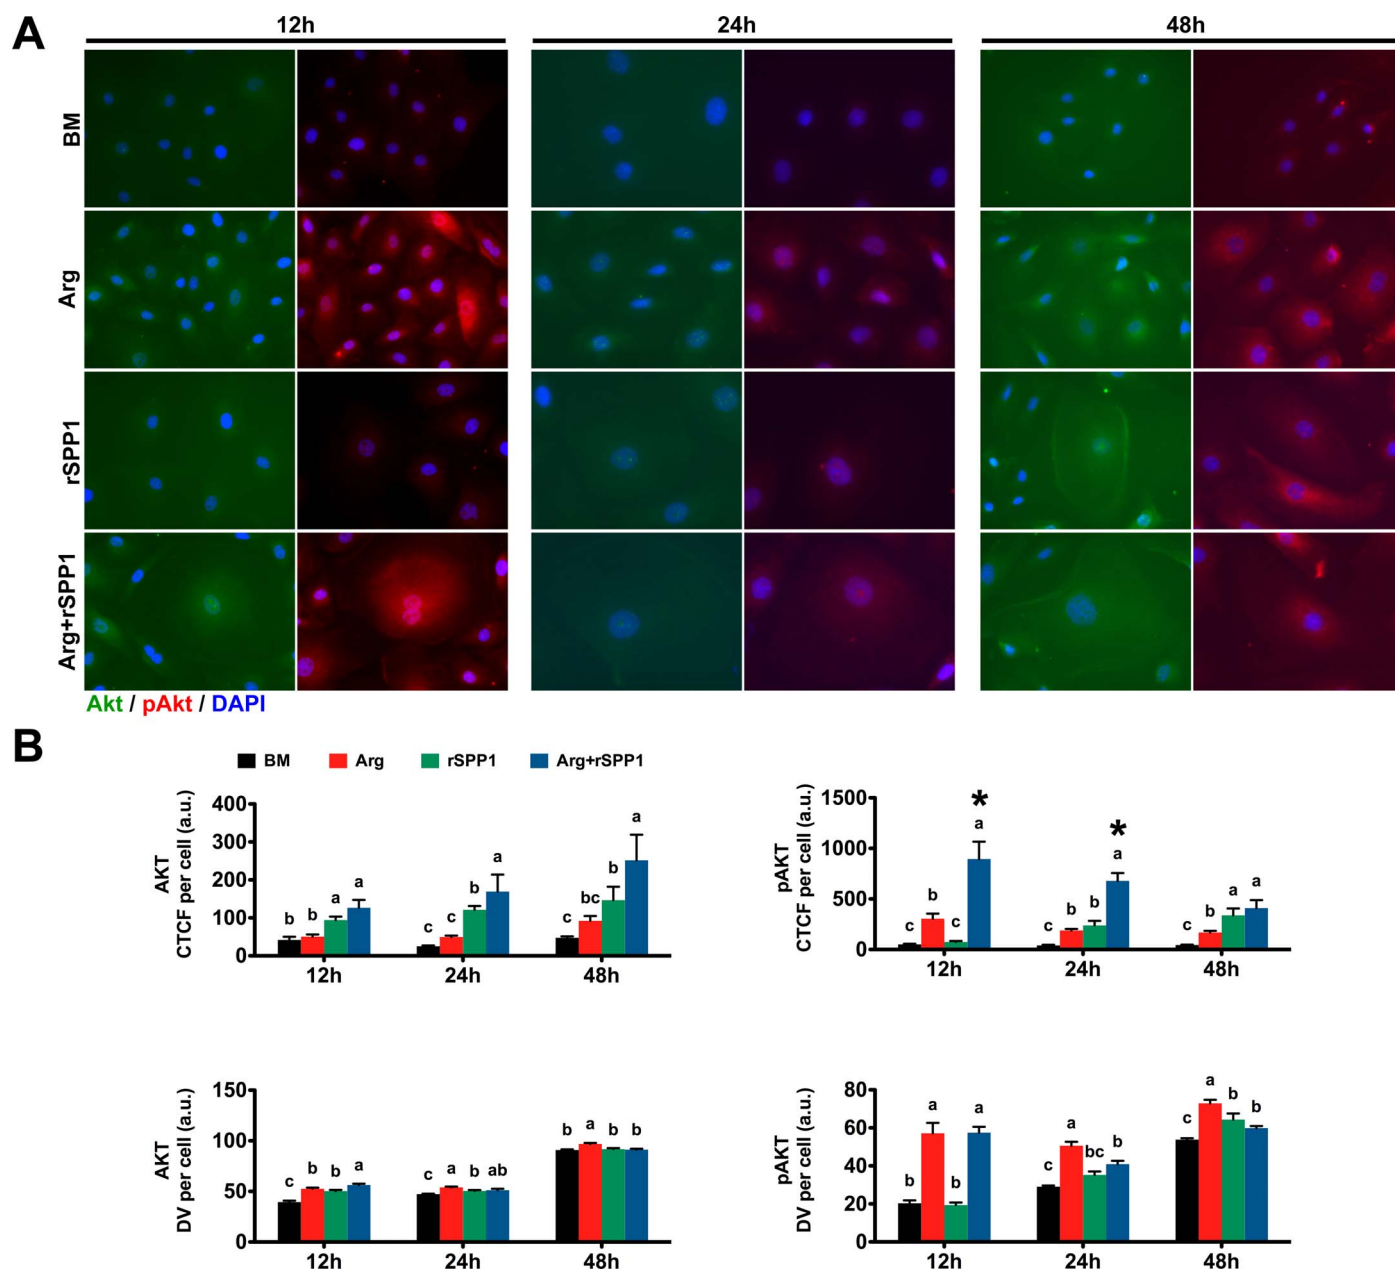 A
12h
24h
48h
BM
Arg
rSPP1
Arg+rSPP1
Akt / pAkt / DAPI
B
BM
Arg
rSPP1
Arg+rSPP1
AKT
CTCF per cell (a.u.)
400
300
200
100
0
b b a a
c c b a
c bc b a
12h 24h 48h
pAKT
CTCF per cell (a.u.)
1500
1000
500
0
* *
c b c a
c b b a
c b a a
12h 24h 48h
AKT
DV per cell (a.u.)
150
100
50
0
c b b a
c a b ab
b a b b
12h 24h 48h
pAKT
DV per cell (a.u.)
80
60
40
20
0
b a b a
c a bc b
c a b b
12h 24h 48h